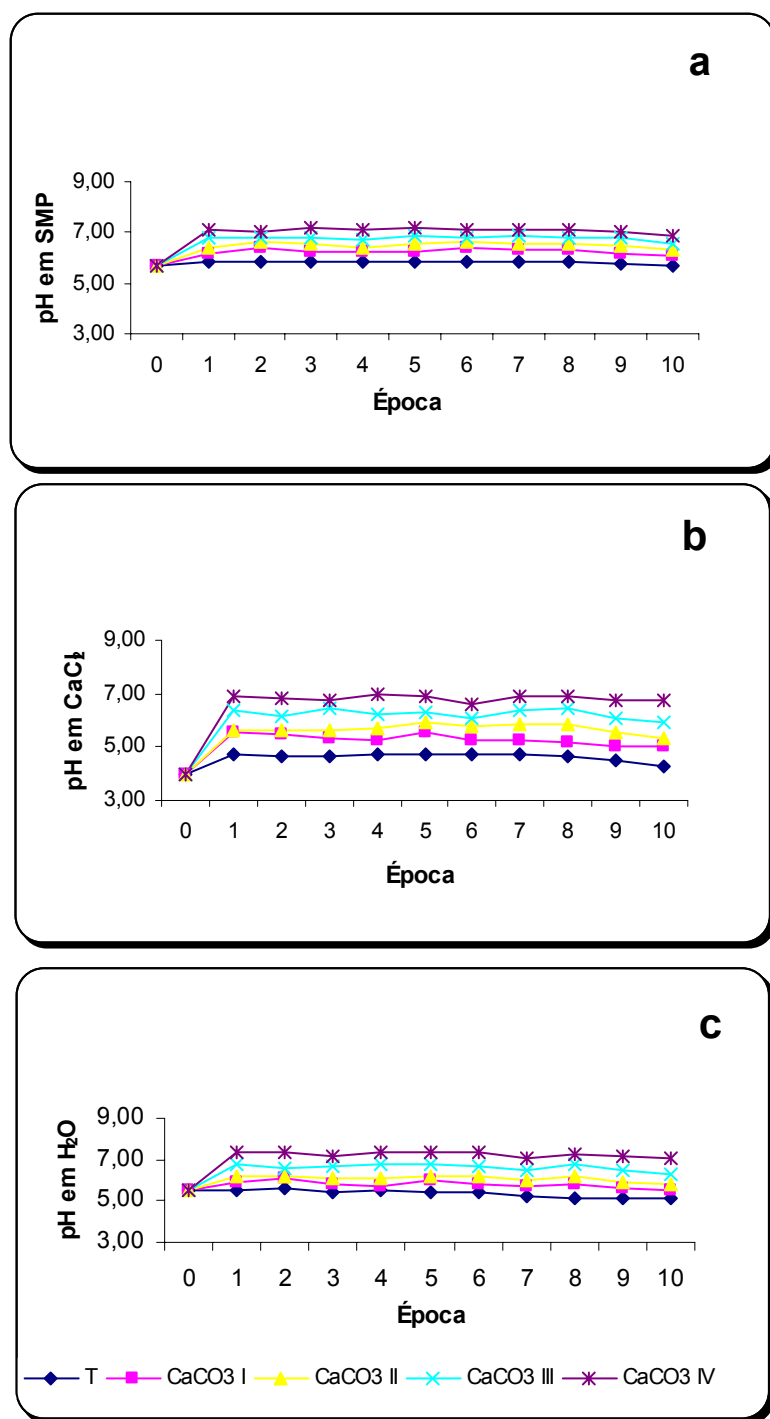 a
9,00
7,00
5,00
3,00
pH em SMP
0 1 2 3 4 5 6 7 8 9 10
Época
b
9,00
7,00
5,00
3,00
pH em CaCl₂
0 1 2 3 4 5 6 7 8 9 10
Época
c
9,00
7,00
5,00
3,00
pH em H₂O
0 1 2 3 4 5 6 7 8 9 10
Época
T CaCO3 I CaCO3 II CaCO3 III CaCO3 IV